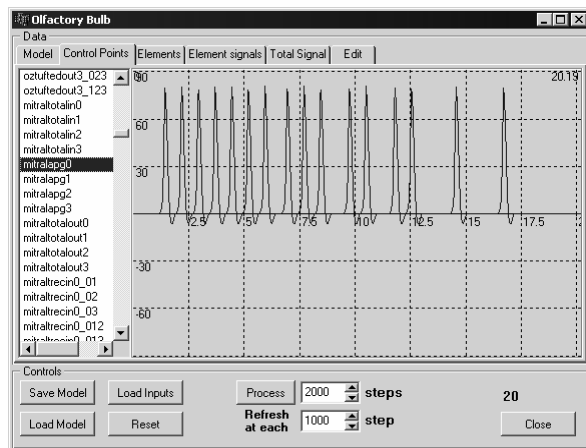 Olfactory Bulb
Data
Model Control Points Elements Element signals Total Signal Edit
oztuftedout3_023
oztuftedout3_123
mitraltotalin0
mitraltotalin1
mitraltotalin2
mitraltotalin3
mitralapg0
mitralapg1
mitralapg2
mitralapg3
mitraltotalout0
mitraltotalout1
mitraltotalout2
mitraltotalout3
mitraltrecin0_01
mitraltrecin0_02
mitraltrecin0_03
mitraltrecin0_012
90 20.19
60
30
2.5 5 7.5 10 12.5 15 17.5
-30
-60
Controls
Save Model Load Inputs Process 2000 steps 20
Load Model Reset Refresh at each 1000 step Close